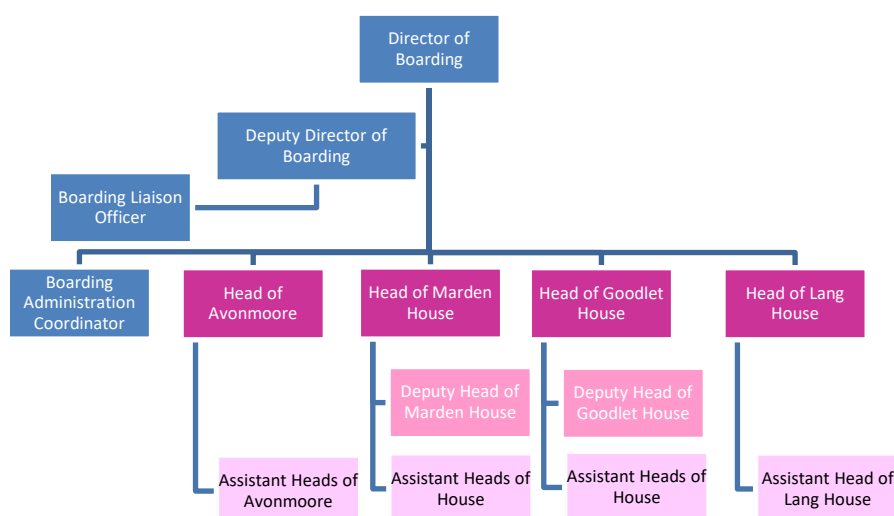 Director of
Boarding
Deputy Director of
Boarding
Boarding Liaison
Officer
Boarding
Administration
Coordinator
Head of
Avonmoore
Head of Marden
House
Head of Goodlet
House
Head of Lang
House
Deputy Head of
Marden House
Deputy Head of
Goodlet House
Assistant Heads of
Avonmoore
Assistant Heads of
House
Assistant Heads of
House
Assistant Head of
Lang House